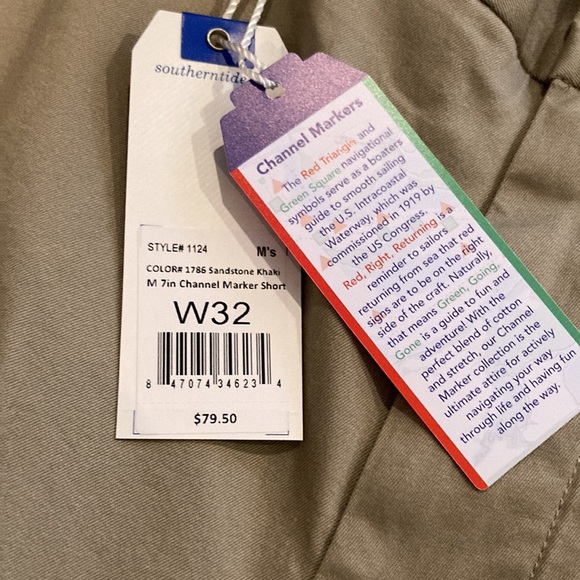 southerntide
STYLE# 1124 M's
COLOR# 1786 Sandstone Khaki
M 7in Channel Marker Short
W32
8 47074 34623 4
$79.50
Channel Markers
The Red Triangle and
Green Square navigational
symbols serve as a boaters
guide to smooth sailing
the U.S. Intracoastal
Waterway, which was
commissioned in 1919 by
the US Congress.
Red, Right, Returning is a
reminder to sailors
returning from sea that red
signs are to be on the right
side of the craft. Naturally,
that means Green, Going,
Gone is a guide to fun and
adventure! With the
perfect blend of cotton
and stretch, our Channel
Marker collection is the
ultimate attire for actively
navigating your way
through life and having fun
along the way.